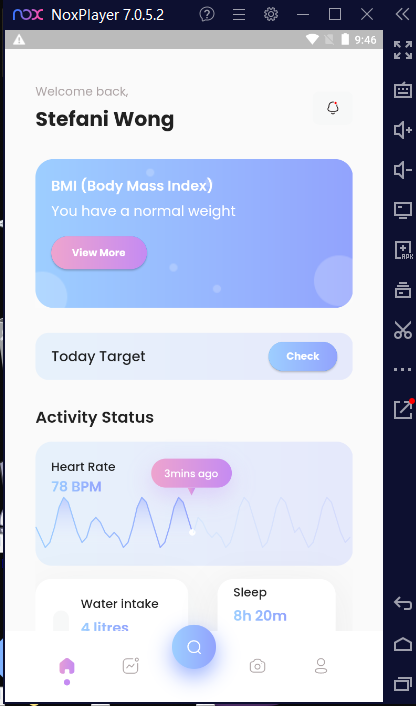 nox NoxPlayer 7.0.5.2
9:46
Welcome back,
Stefani Wong
BMI (Body Mass Index)
You have a normal weight
View More
Today Target
Check
Activity Status
Heart Rate
78 BPM
3mins ago
Water intake
4 litres
Sleep
8h 20m
APK